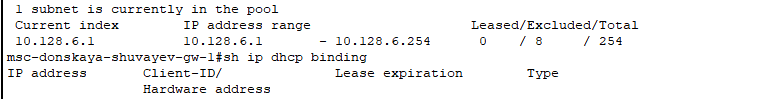 1 subnet is currently in the pool
Current index IP address range Leased/Excluded/Total
10.128.6.1 10.128.6.1 - 10.128.6.254 0 / 8 / 254
msc-donskaya-shuvayev-gw-1#sh ip dhcp binding
IP address Client-ID/ Lease expiration Type
Hardware address